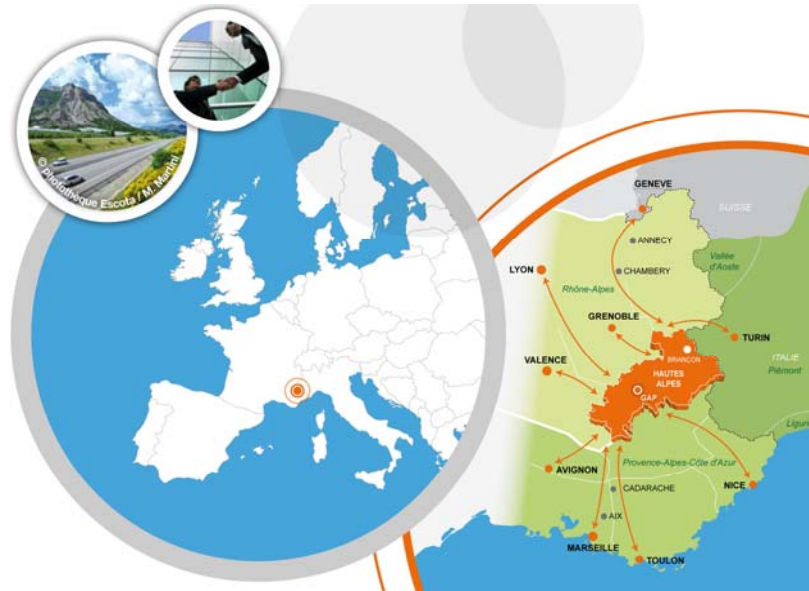 © photothèque Escota / M. Martini
GENEVE
SUISSE
ANNECY
Vallée
d'Aoste
LYON
CHAMBERY
Rhône-Alpes
GRENOBLE
TURIN
BRIANÇON
ITALIE
VALENCE
HAUTES
ALPES
Piémont
GAP
Ligurie
Provence-Alpes-Côte d'Azur
AVIGNON
NICE
CADARACHE
AIX
MARSEILLE
TOULON